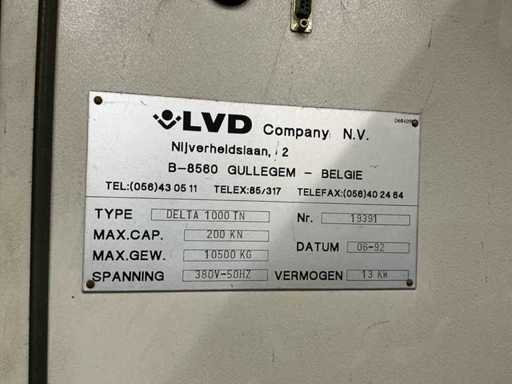 LVD Company N.V.
Nijverheidslaan, 2
B-8560 GULLEGEM - BELGIE
TEL:(056)43 05 11 TELEX:85/317 TELEFAX:(056)40 24 64
TYPE DELTA 1000 TN Nr. 19391
MAX.CAP. 200 KN
DATUM 06-92
MAX.GEW. 10500 KG
SPANNING 380V-50HZ VERMOGEN 13 KW